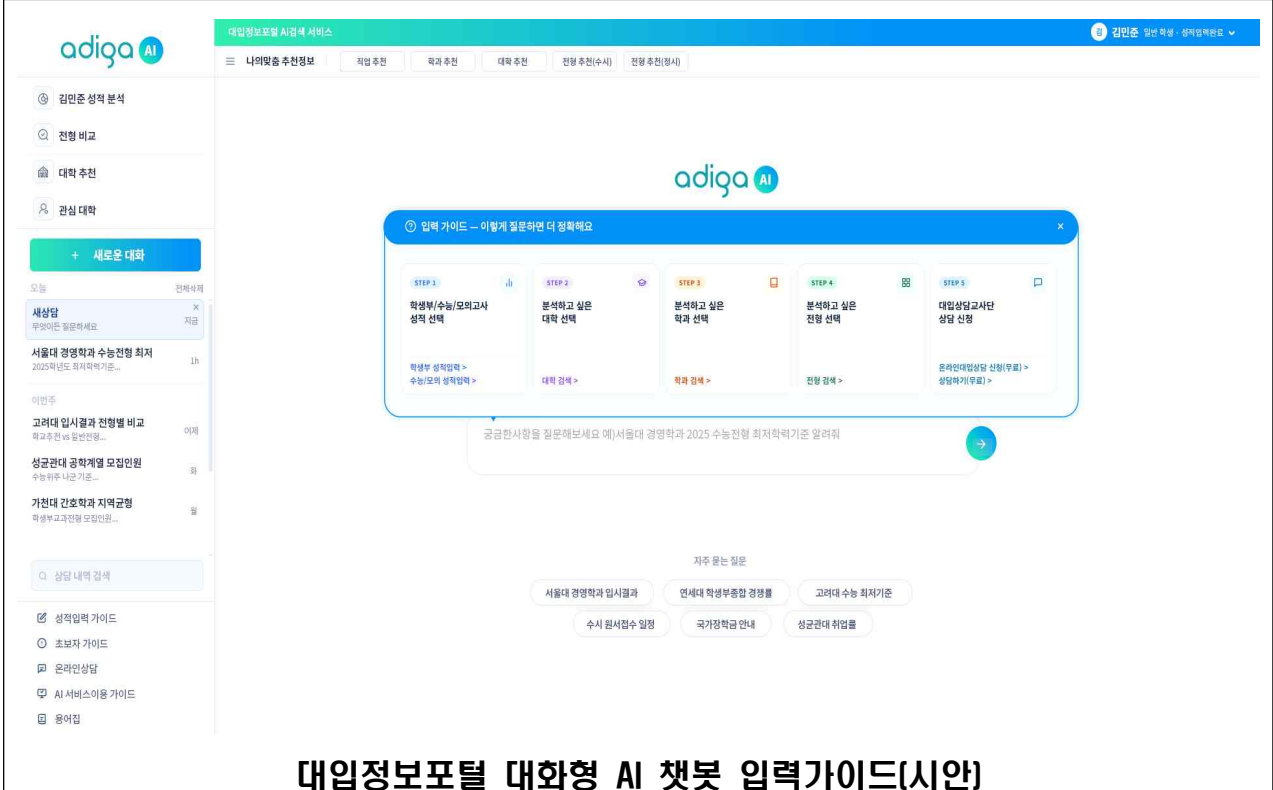 adiga AI
대입정보포털 AI검색 서비스
김 김민준 일반 학생 · 성적입력완료
나의맞춤 추천정보
직업 추천
학과 추천
대학 추천
전형 추천(수시)
전형 추천(정시)
김민준 성적 분석
전형 비교
대학 추천
관심 대학
+ 새로운 대화
오늘 전체삭제
새상담 ×
무엇이든 질문하세요 지금
서울대 경영학과 수능전형 최저 1h
2025학년도 최저학력기준...
이번주
고려대 입시결과 전형별 비교 어제
학교추천 vs 일반전형...
성균관대 공학계열 모집인원 화
수능위주 나군 기준...
가천대 간호학과 지역균형 월
학생부교과전형 모집인원...
상담 내역 검색
성적입력 가이드
초보자 가이드
온라인상담
AI 서비스이용 가이드
용어집
adiga AI
? 입력 가이드 — 이렇게 질문하면 더 정확해요 ×
STEP 1
학생부/수능/모의고사
성적 선택
학생부 성적입력 >
수능/모의 성적입력 >
STEP 2
분석하고 싶은
대학 선택
대학 검색 >
STEP 3
분석하고 싶은
학과 선택
학과 검색 >
STEP 4
분석하고 싶은
전형 선택
전형 검색 >
STEP 5
대입상담교사단
상담 신청
온라인대입상담 신청(무료) >
상담하기(무료) >
궁금한사항을 질문해보세요 예)서울대 경영학과 2025 수능전형 최저학력기준 알려줘
자주 묻는 질문
서울대 경영학과 입시결과
연세대 학생부종합 경쟁률
고려대 수능 최저기준
수시 원서접수 일정
국가장학금 안내
성균관대 취업률
대입정보포털 대화형 AI 챗봇 입력가이드(시안)